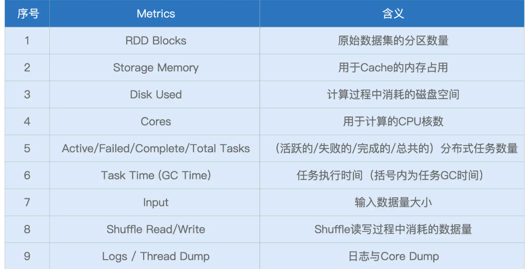 序号 Metrics 含义
1 RDD Blocks 原始数据集的分区数量
2 Storage Memory 用于Cache的内存占用
3 Disk Used 计算过程中消耗的磁盘空间
4 Cores 用于计算的CPU核数
5 Active/Failed/Complete/Total Tasks （活跃的/失败的/完成的/总共的）分布式任务数量
6 Task Time (GC Time) 任务执行时间（括号内为任务GC时间）
7 Input 输入数据量大小
8 Shuffle Read/Write Shuffle读写过程中消耗的数据量
9 Logs / Thread Dump 日志与Core Dump